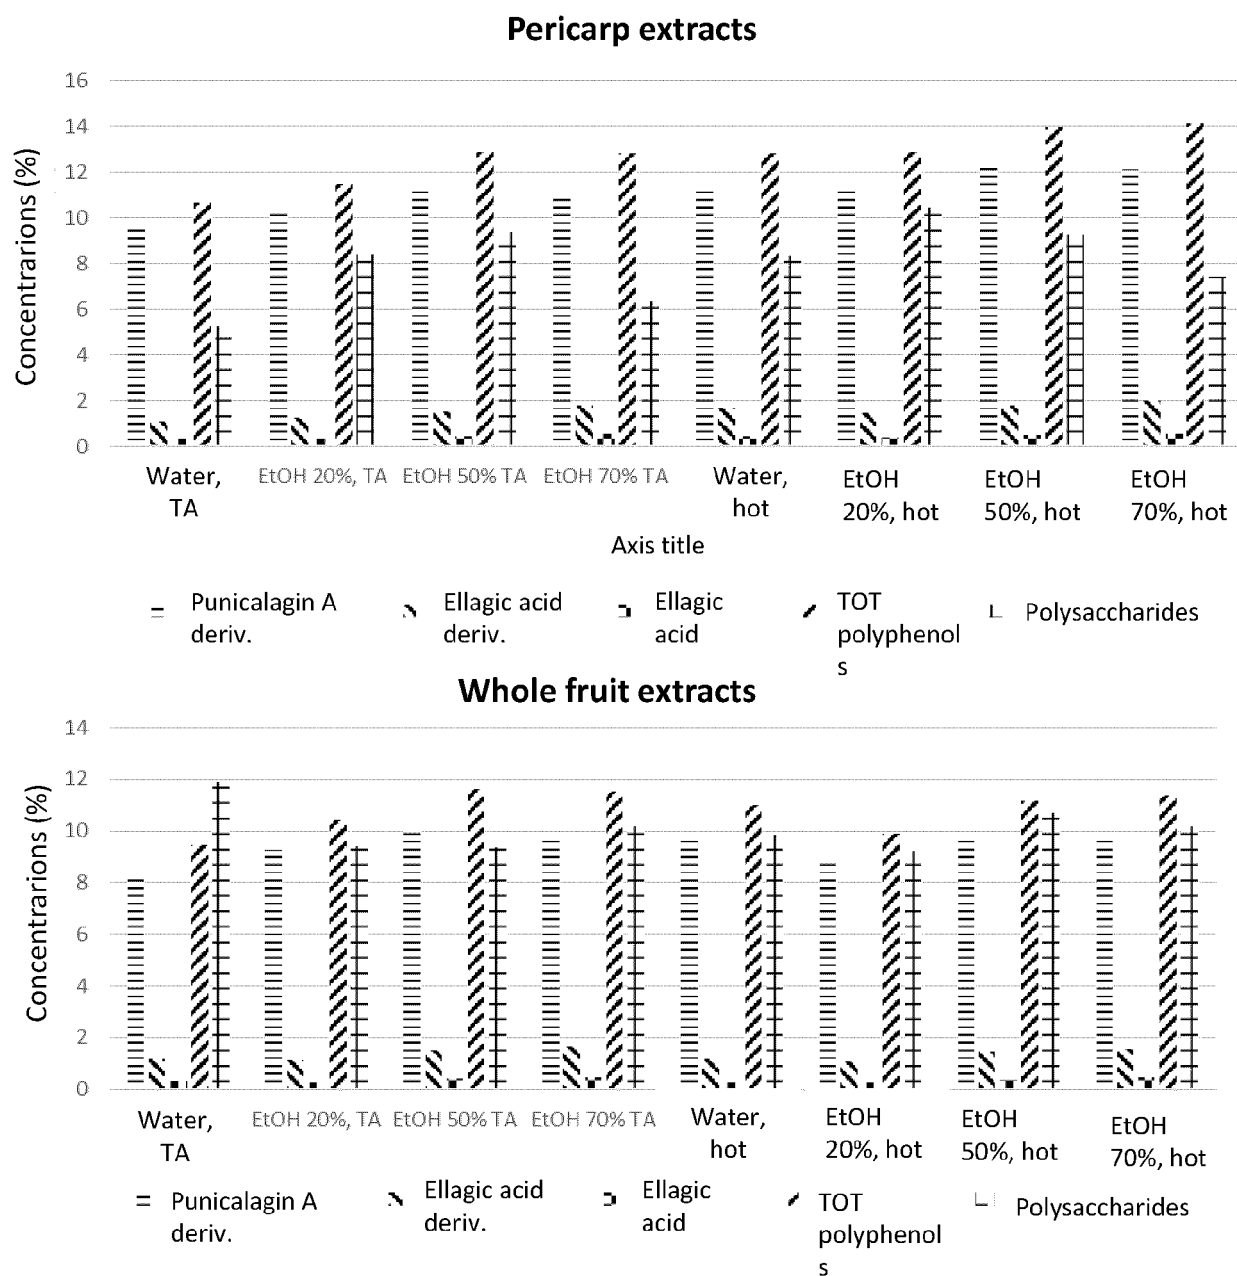 Pericarp extracts
16
14
12
10
8
6
4
2
0
Concentrarions (%)
Water,
TA
EtOH 20%, TA
EtOH 50% TA
EtOH 70% TA
Water,
hot
EtOH
20%, hot
EtOH
50%, hot
EtOH
70%, hot
Axis title
Punicalagin A
deriv.
Ellagic acid
deriv.
Ellagic
acid
TOT
polyphenol
s
Polysaccharides
Whole fruit extracts
14
12
10
8
6
4
2
0
Concentrarions (%)
Water,
TA
EtOH 20%, TA
EtOH 50% TA
EtOH 70% TA
Water,
hot
EtOH
20%, hot
EtOH
50%, hot
EtOH
70%, hot
Punicalagin A
deriv.
Ellagic acid
deriv.
Ellagic
acid
TOT
polyphenol
s
Polysaccharides